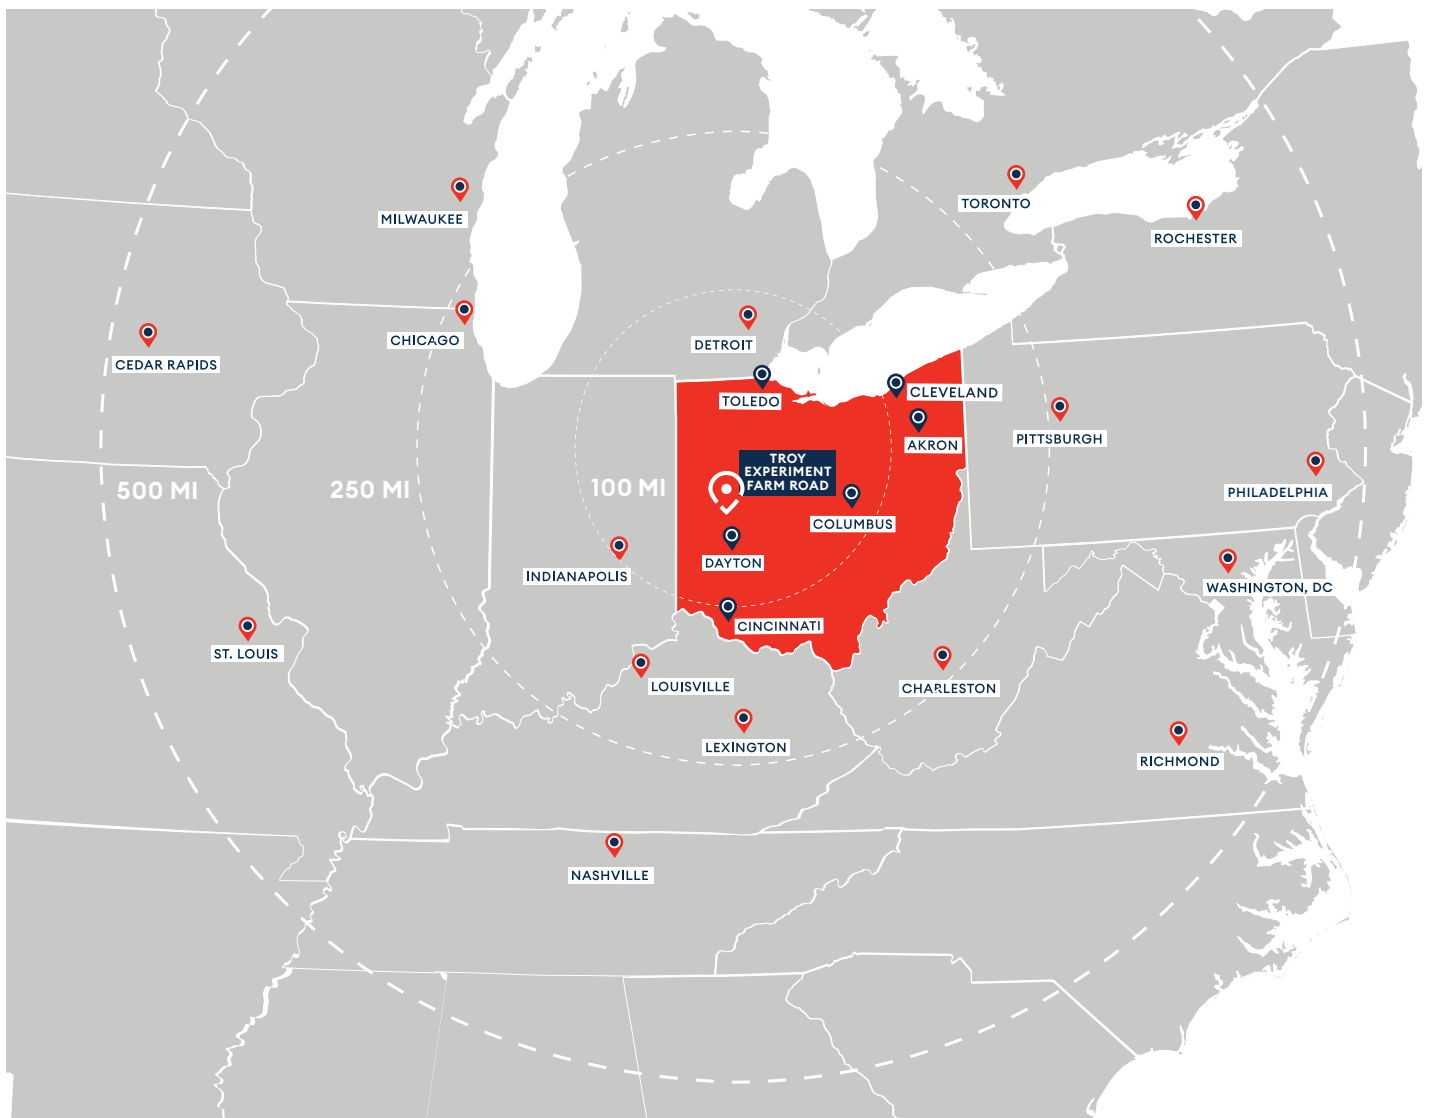 TORONTO
MILWAUKEE
ROCHESTER
CHICAGO
DETROIT
CEDAR RAPIDS
CLEVELAND
TOLEDO
AKRON
PITTSBURGH
TROY
EXPERIMENT
FARM ROAD
500 MI
250 MI
100 MI
PHILADELPHIA
COLUMBUS
DAYTON
INDIANAPOLIS
WASHINGTON, DC
CINCINNATI
ST. LOUIS
LOUISVILLE
CHARLESTON
LEXINGTON
RICHMOND
NASHVILLE